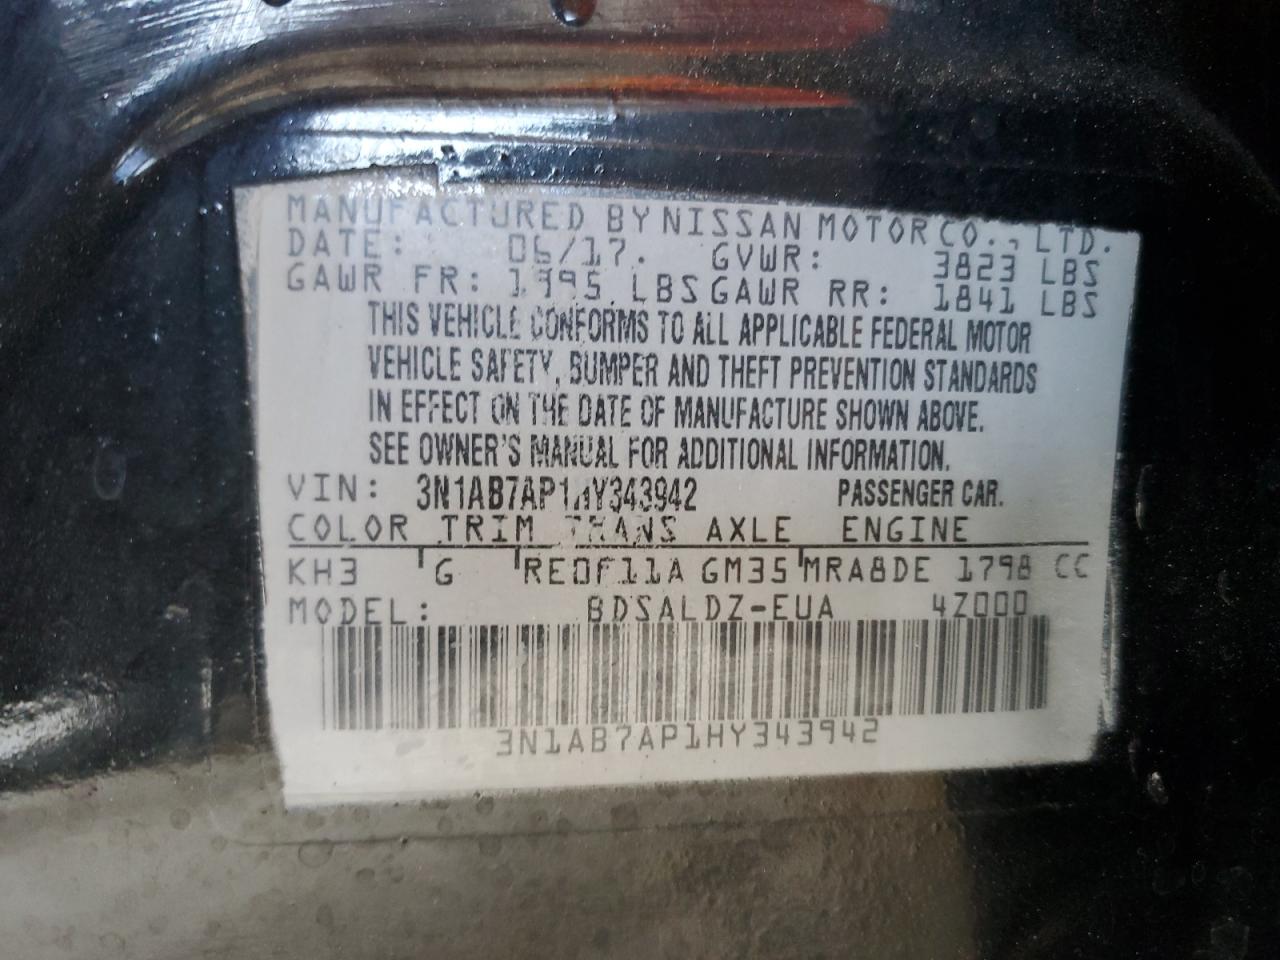 MANUFACTURED BY NISSAN MOTOR CO., LTD.
DATE: 06/17. GVWR: 3823 LBS
GAWR FR: 1995 LBS GAWR RR: 1841 LBS
THIS VEHICLE CONFORMS TO ALL APPLICABLE FEDERAL MOTOR
VEHICLE SAFETY, BUMPER AND THEFT PREVENTION STANDARDS
IN EFFECT ON THE DATE OF MANUFACTURE SHOWN ABOVE.
SEE OWNER'S MANUAL FOR ADDITIONAL INFORMATION.
VIN: 3N1AB7AP1HY343942 PASSENGER CAR.
COLOR TRIM TRANS AXLE ENGINE
KH3 G RE0F11A GM35 MRA8DE 1798 CC
MODEL: BDSALDZ-EUA 4Z000
3N1AB7AP1HY343942